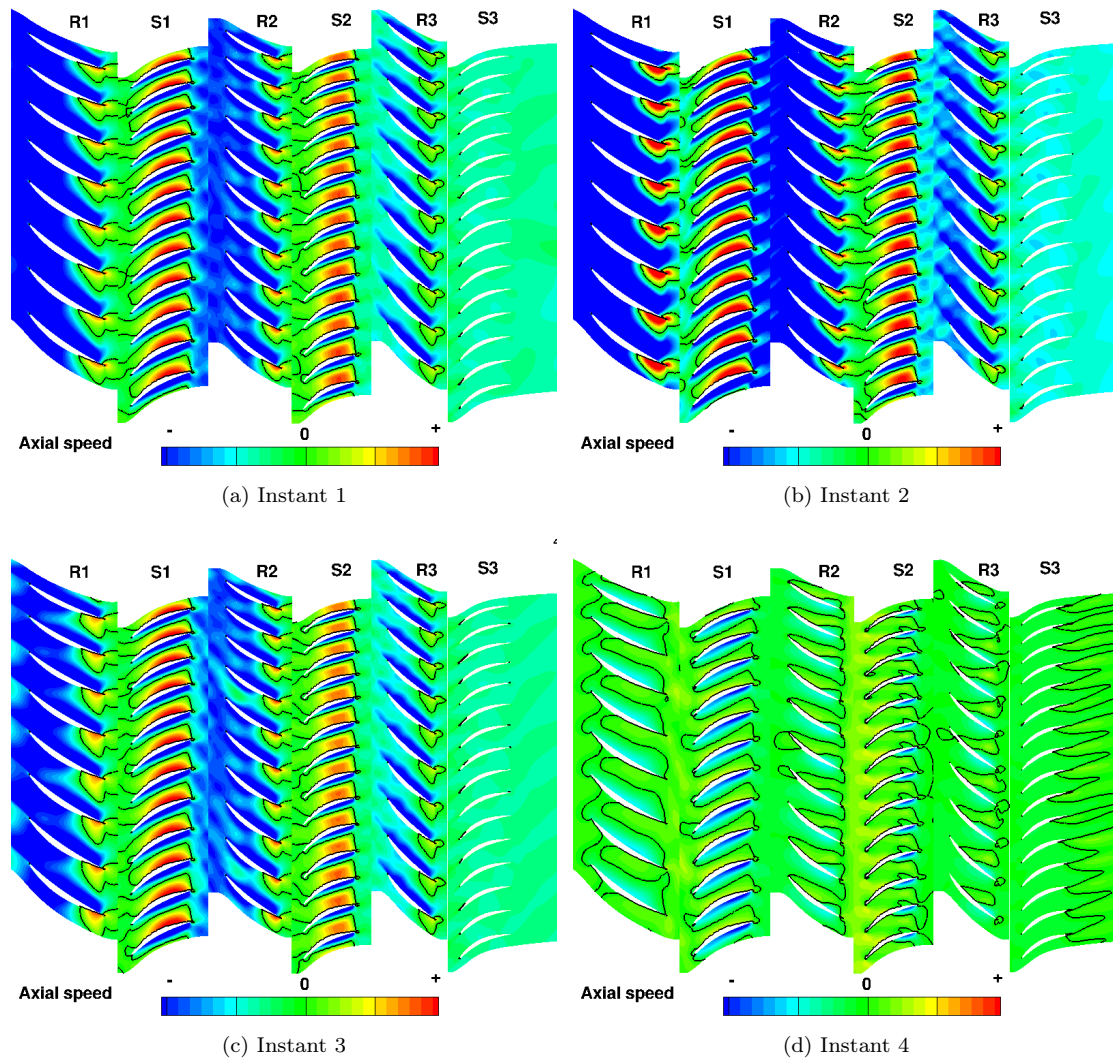 R1 S1 R2 S2 R3 S3
R1 S1 R2 S2 R3 S3
- 0 +
Axial speed
- 0 +
Axial speed
(a) Instant 1
(b) Instant 2
R1 S1 R2 S2 R3 S3
R1 S1 R2 S2 R3 S3
- 0 +
Axial speed
- 0 +
Axial speed
(c) Instant 3
(d) Instant 4